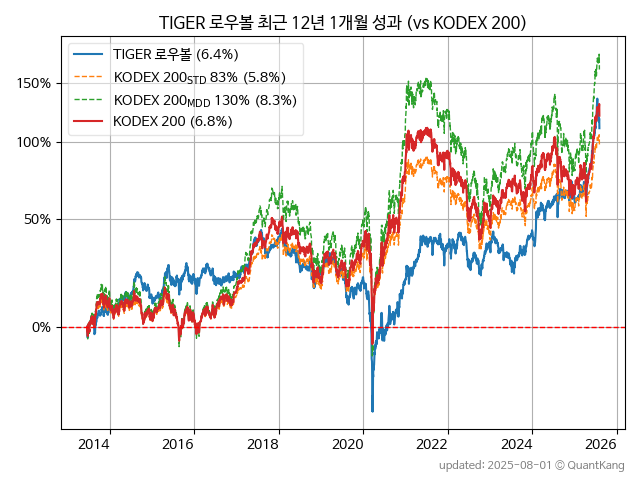 TIGER 로우볼 최근 12년 1개월 성과 (vs KODEX 200)
TIGER 로우볼 (6.4%)
KODEX 200STD 83% (5.8%)
KODEX 200MDD 130% (8.3%)
KODEX 200 (6.8%)
150%
100%
50%
0%
2014 2016 2018 2020 2022 2024 2026
updated: 2025-08-01 © QuantKang